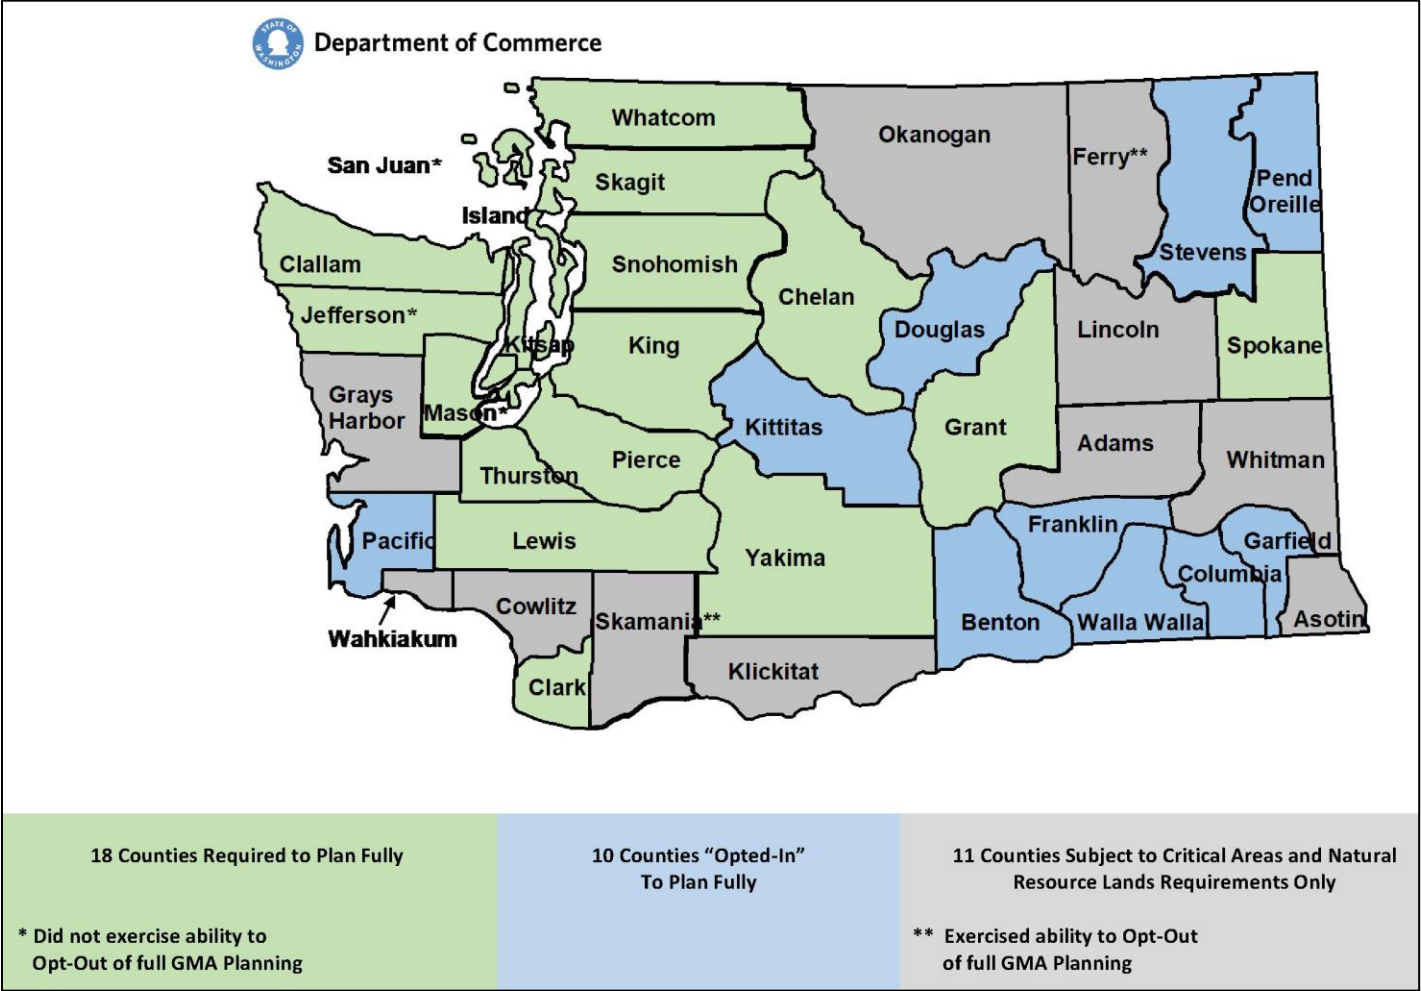 STATE OF
WASHINGTON
Department of Commerce
Whatcom
Okanogan
Ferry**
San Juan*
Skagit
Pend
Oreille
Island
Stevens
Clallam
Snohomish
Chelan
Jefferson*
Douglas
Lincoln
Kitsap
King
Spokane
Grays
Harbor
Mason*
Kittitas
Grant
Adams
Whitman
Thurston
Pierce
Franklin
Pacific
Lewis
Yakima
Garfield
Columbia
Cowlitz
Skamania**
Benton
Walla Walla
Asotin
Wahkiakum
Klickitat
Clark
18 Counties Required to Plan Fully
* Did not exercise ability to
Opt-Out of full GMA Planning
10 Counties “Opted-In”
To Plan Fully
11 Counties Subject to Critical Areas and Natural
Resource Lands Requirements Only
** Exercised ability to Opt-Out
of full GMA Planning